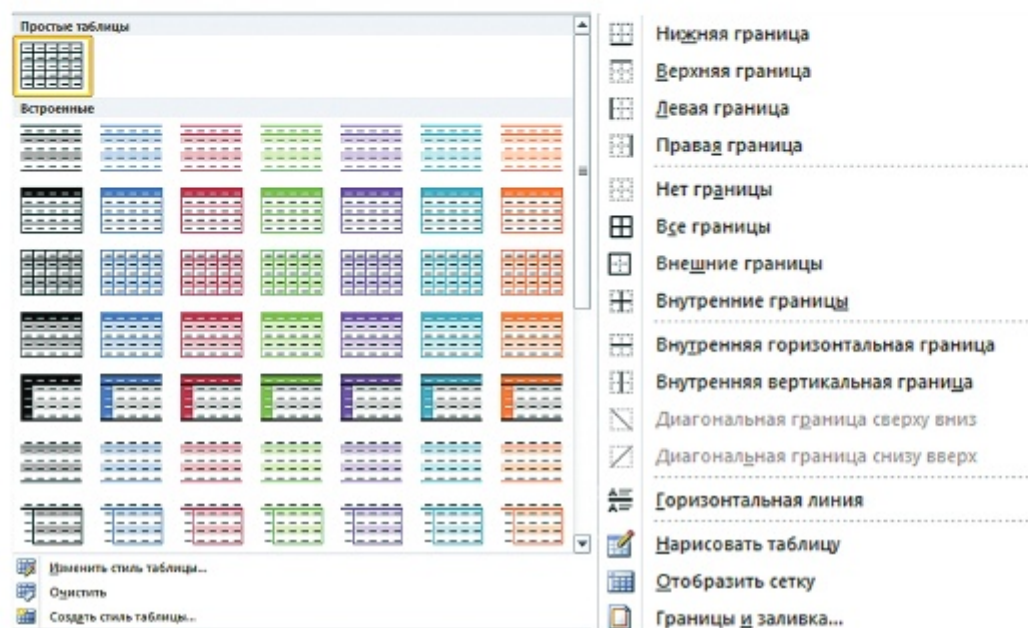 Простые таблицы
Встроенные
Изменить стиль таблицы...
Очистить
Создать стиль таблицы...
Нижняя граница
Верхняя граница
Левая граница
Правая граница
Нет границы
Все границы
Внешние границы
Внутренние границы
Внутренняя горизонтальная граница
Внутренняя вертикальная граница
Диагональная граница сверху вниз
Диагональная граница снизу вверх
Горизонтальная линия
Нарисовать таблицу
Отобразить сетку
Границы и заливка...